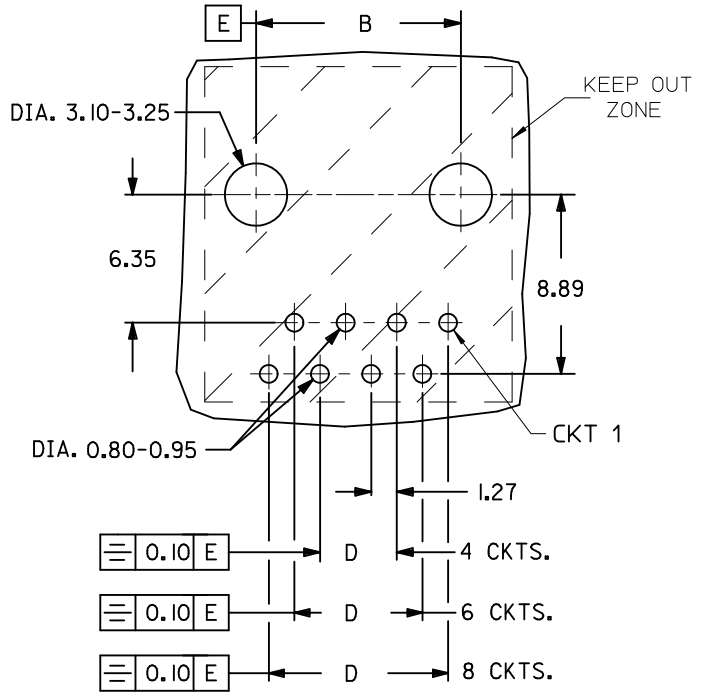 E
B
KEEP OUT
ZONE
DIA. 3.10-3.25
6.35
8.89
DIA. 0.80-0.95
CKT 1
1.27
0.10 E D 4 CKTS.
0.10 E D 6 CKTS.
0.10 E D 8 CKTS.